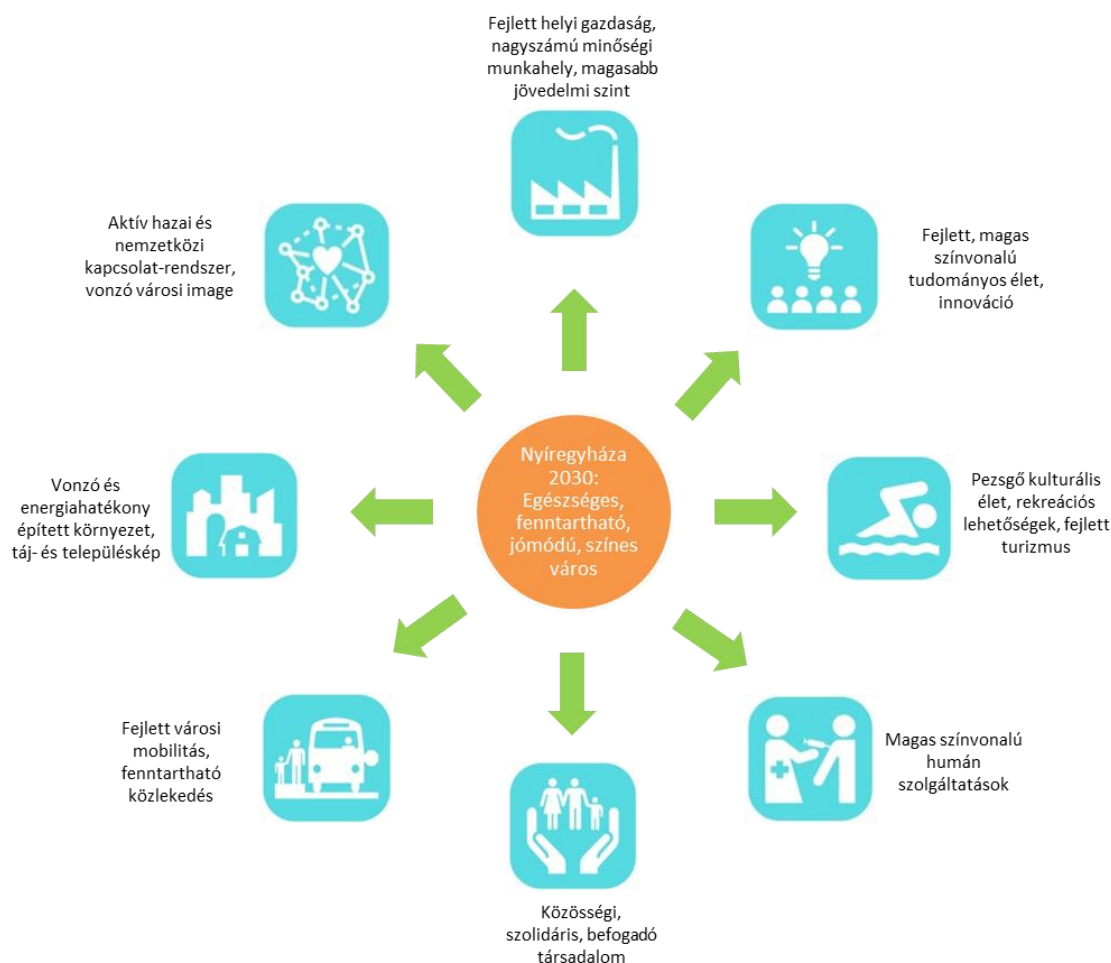 Fejlett helyi gazdaság,
nagyszámú minőségi
munkahely, magasabb
jövedelmi szint
Aktív hazai és
nemzetközi
kapcsolat-rendszer,
vonzó városi image
Fejlett, magas
színvonalú
tudományos élet,
innováció
Nyíregyháza
2030:
Egészséges,
fenntartható,
jómódú, színes
város
Vonzó és
energiahatékony
épített környezet,
táj- és településkép
Pezsgő kulturális
élet, rekreációs
lehetőségek, fejlett
turizmus
Fejlett városi
mobilitás,
fenntartható
közlekedés
Magas színvonalú
humán
szolgáltatások
Közösségi,
szolidáris, befogadó
társadalom